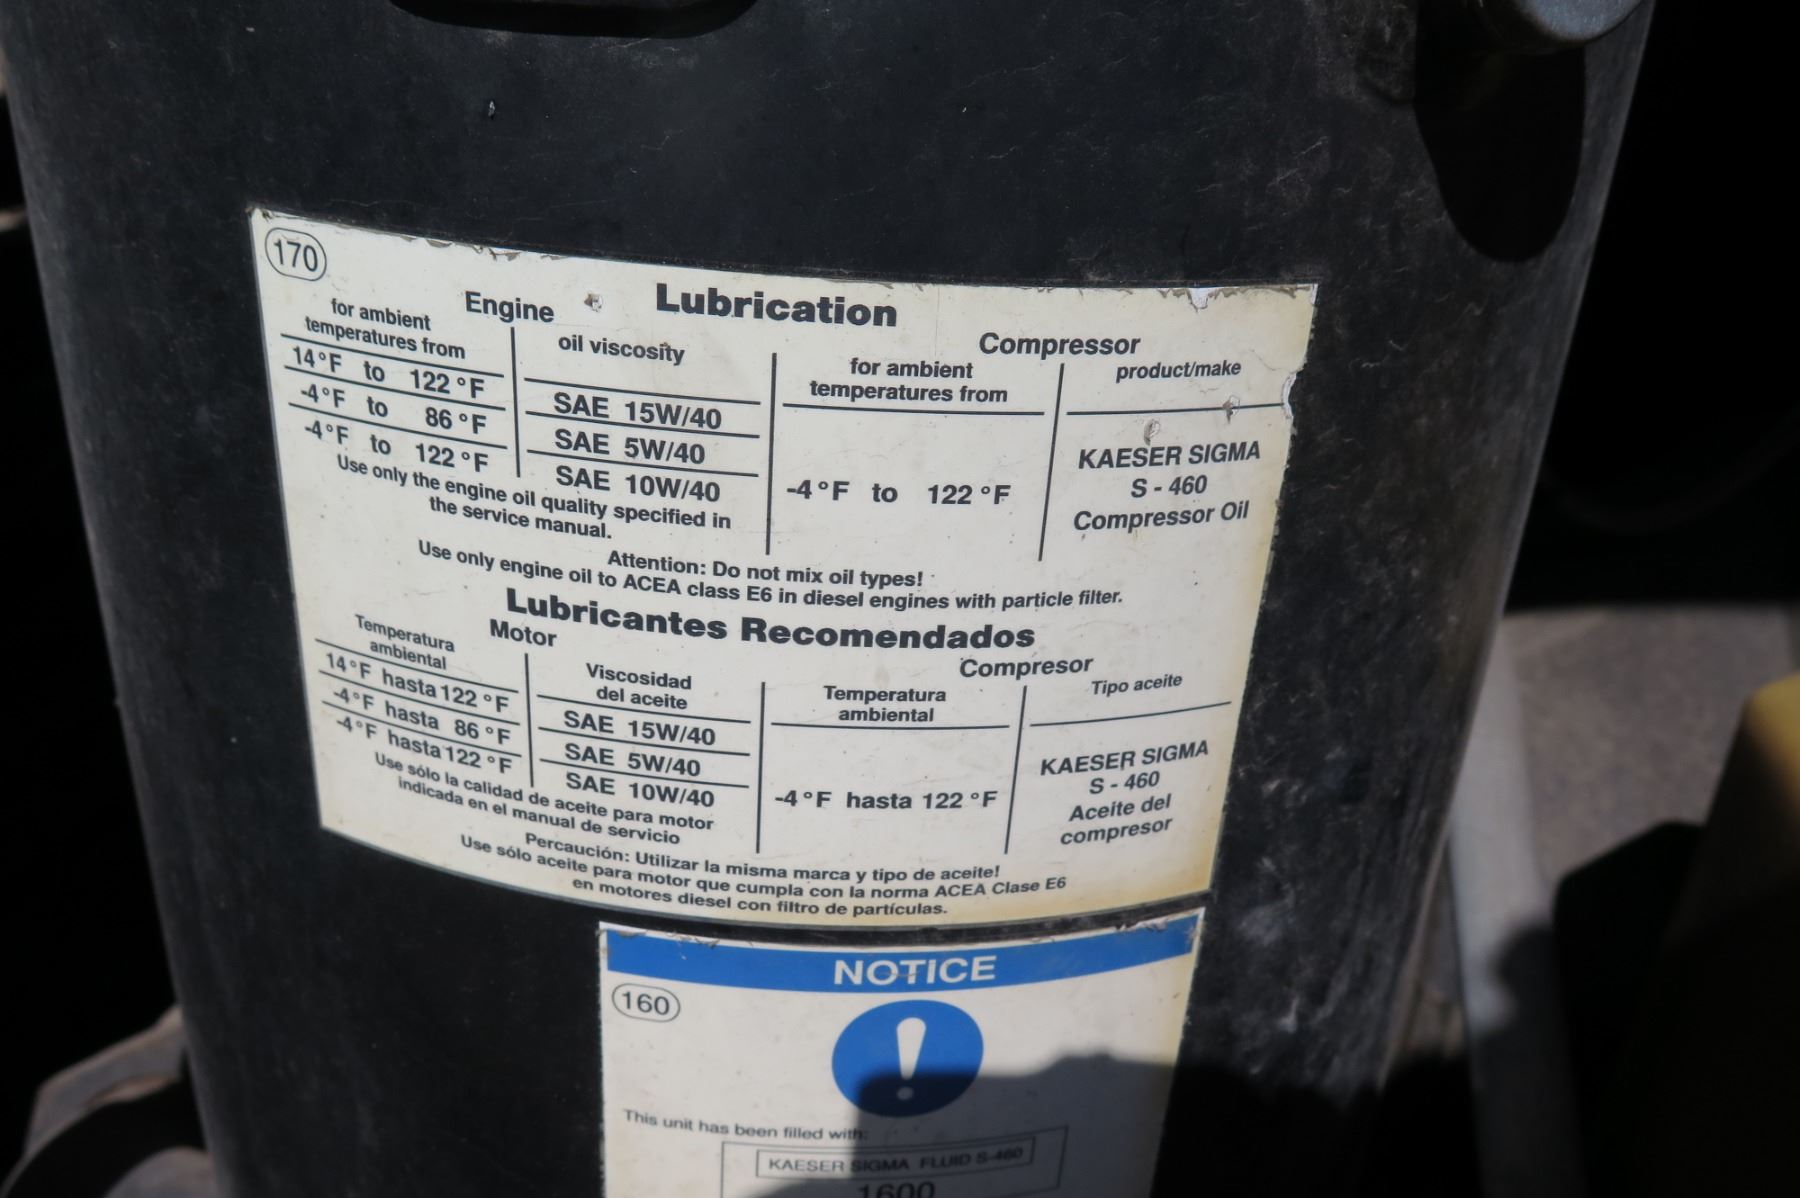 170
Lubrication
Engine
Compressor
for ambient
temperatures from
oil viscosity
for ambient
temperatures from
product/make
14°F to 122°F
SAE 15W/40
-4°F to 86°F
SAE 5W/40
-4°F to 122°F
SAE 10W/40
-4°F to 122°F
KAESER SIGMA
S - 460
Compressor Oil
Use only the engine oil quality specified in
the service manual.
Attention: Do not mix oil types!
Use only engine oil to ACEA class E6 in diesel engines with particle filter.
Lubricantes Recomendados
Motor
Compresor
Temperatura
ambiental
Viscosidad
del aceite
Temperatura
ambiental
Tipo aceite
14°F hasta 122°F
SAE 15W/40
-4°F hasta 86°F
SAE 5W/40
-4°F hasta 122°F
SAE 10W/40
-4°F hasta 122°F
KAESER SIGMA
S - 460
Aceite del
compresor
Use sólo la calidad de aceite para motor
indicada en el manual de servicio
Percaución: Utilizar la misma marca y tipo de aceite!
Use sólo aceite para motor que cumpla con la norma ACEA Clase E6
en motores diesel con filtro de partículas.
NOTICE
160
This unit has been filled with:
KAESER SIGMA FLUID S-460
1600